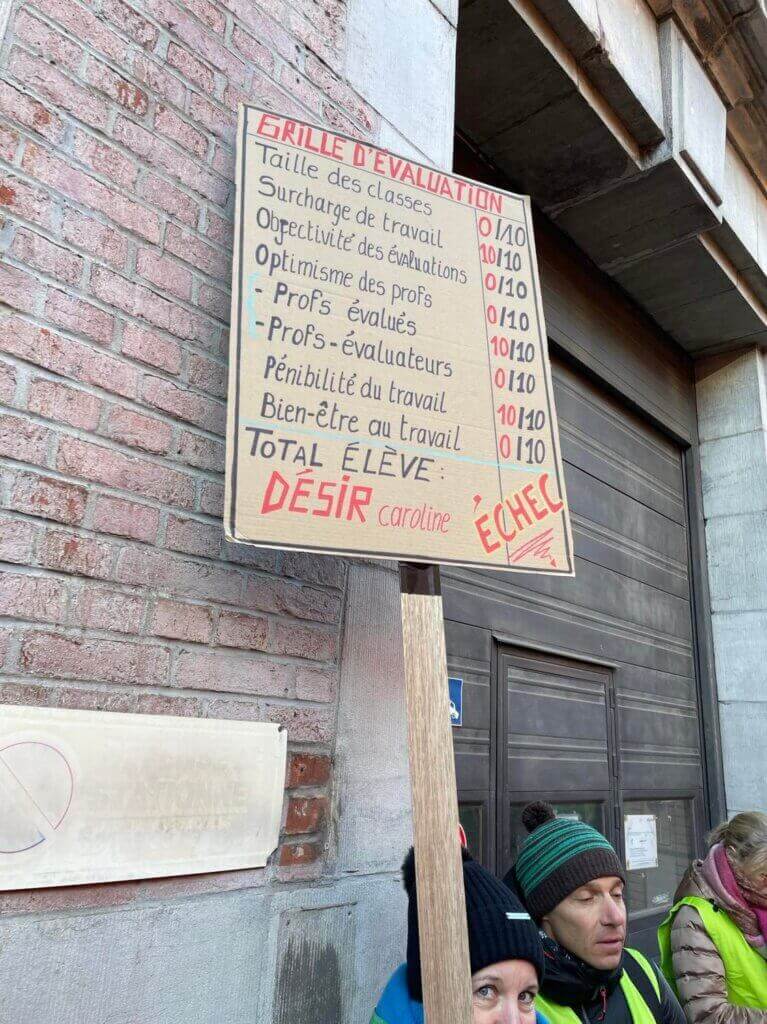 GRILLE D'ÉVALUATION
Taille des classes 0/10
Surcharge de travail 10/10
Objectivité des évaluations 0/10
Optimisme des profs 0/10
- Profs évalués 10/10
- Profs-évaluateurs 0/10
Pénibilité du travail 10/10
Bien-être au travail 0/10
TOTAL ÉLÈVE :
DÉSIR caroline ÉCHEC